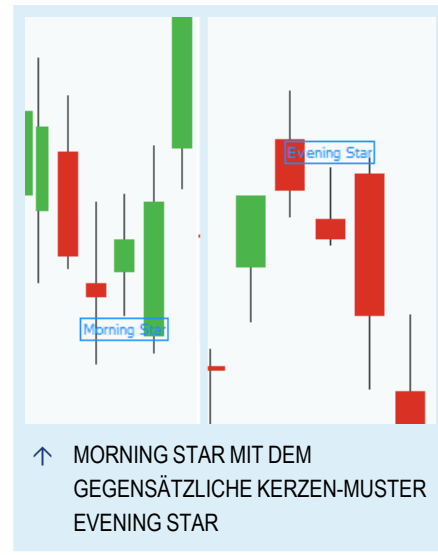 Evening Star
Morning Star
↑ MORNING STAR MIT DEM
GEGENSÄTZLICHE KERZEN-MUSTER
EVENING STAR